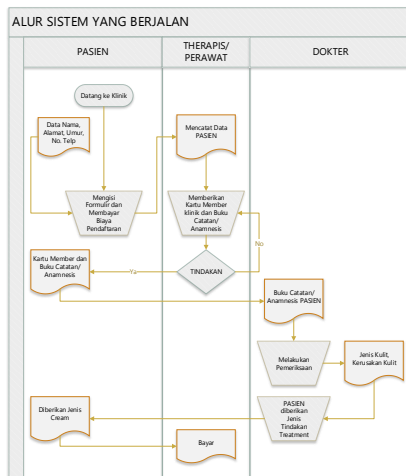 ALUR SISTEM YANG BERJALAN
PASIEN
THERAPIS/
PERAWAT
DOKTER
Datang ke Klinik
Data Nama,
Alamat, Umur,
No. Telp
Mencatat Data
PASIEN
Mengisi
Formulir dan
Membayar
Biaya
Pendaftaran
Memberikan
Kartu Member
klinik dan Buku
Catatan/
Anamnesis
No
Kartu Member dan
Buku Catatan/
Anamnesis
Ya
TINDAKAN
Buku Catatan/
Anamnesis PASIEN
Melakukan
Pemeriksaan
Jenis Kulit,
Kerusakan Kulit
Diberikan Jenis
Cream
PASIEN
diberikan
Jenis
Tindakan
Treatment
Bayar